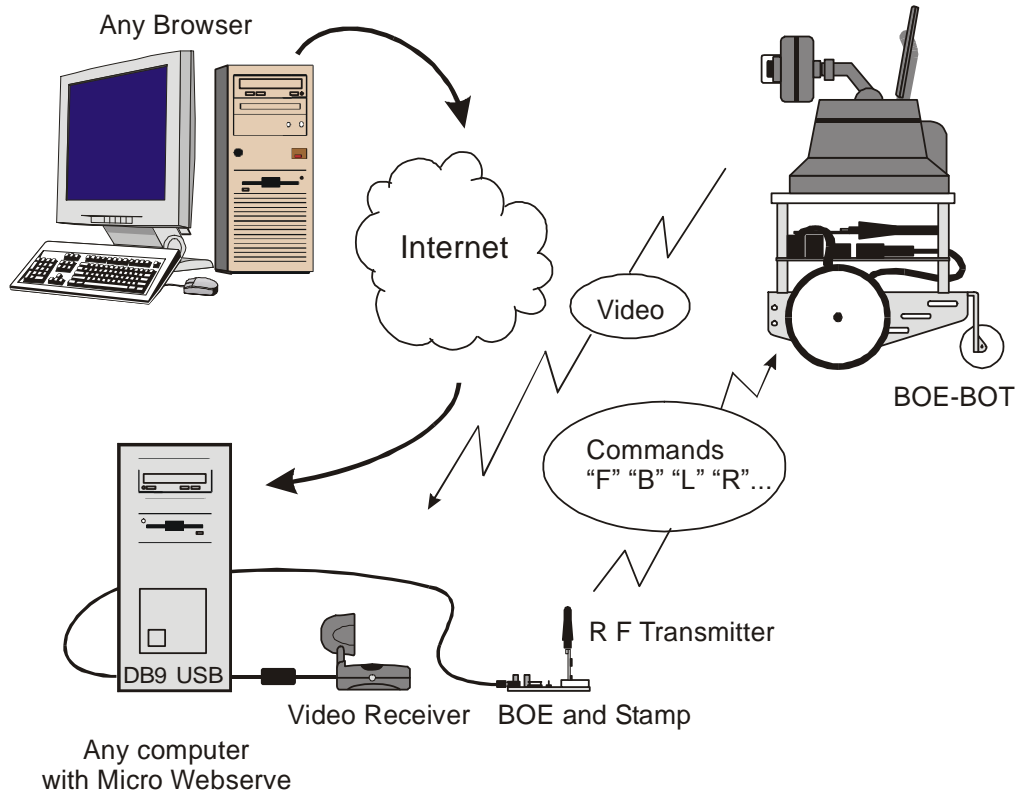 Any Browser
Internet
Video
BOE-BOT
Commands
“F” “B” “L” “R”...
R F Transmitter
DB9 USB
Video Receiver
BOE and Stamp
Any computer
with Micro Webserve